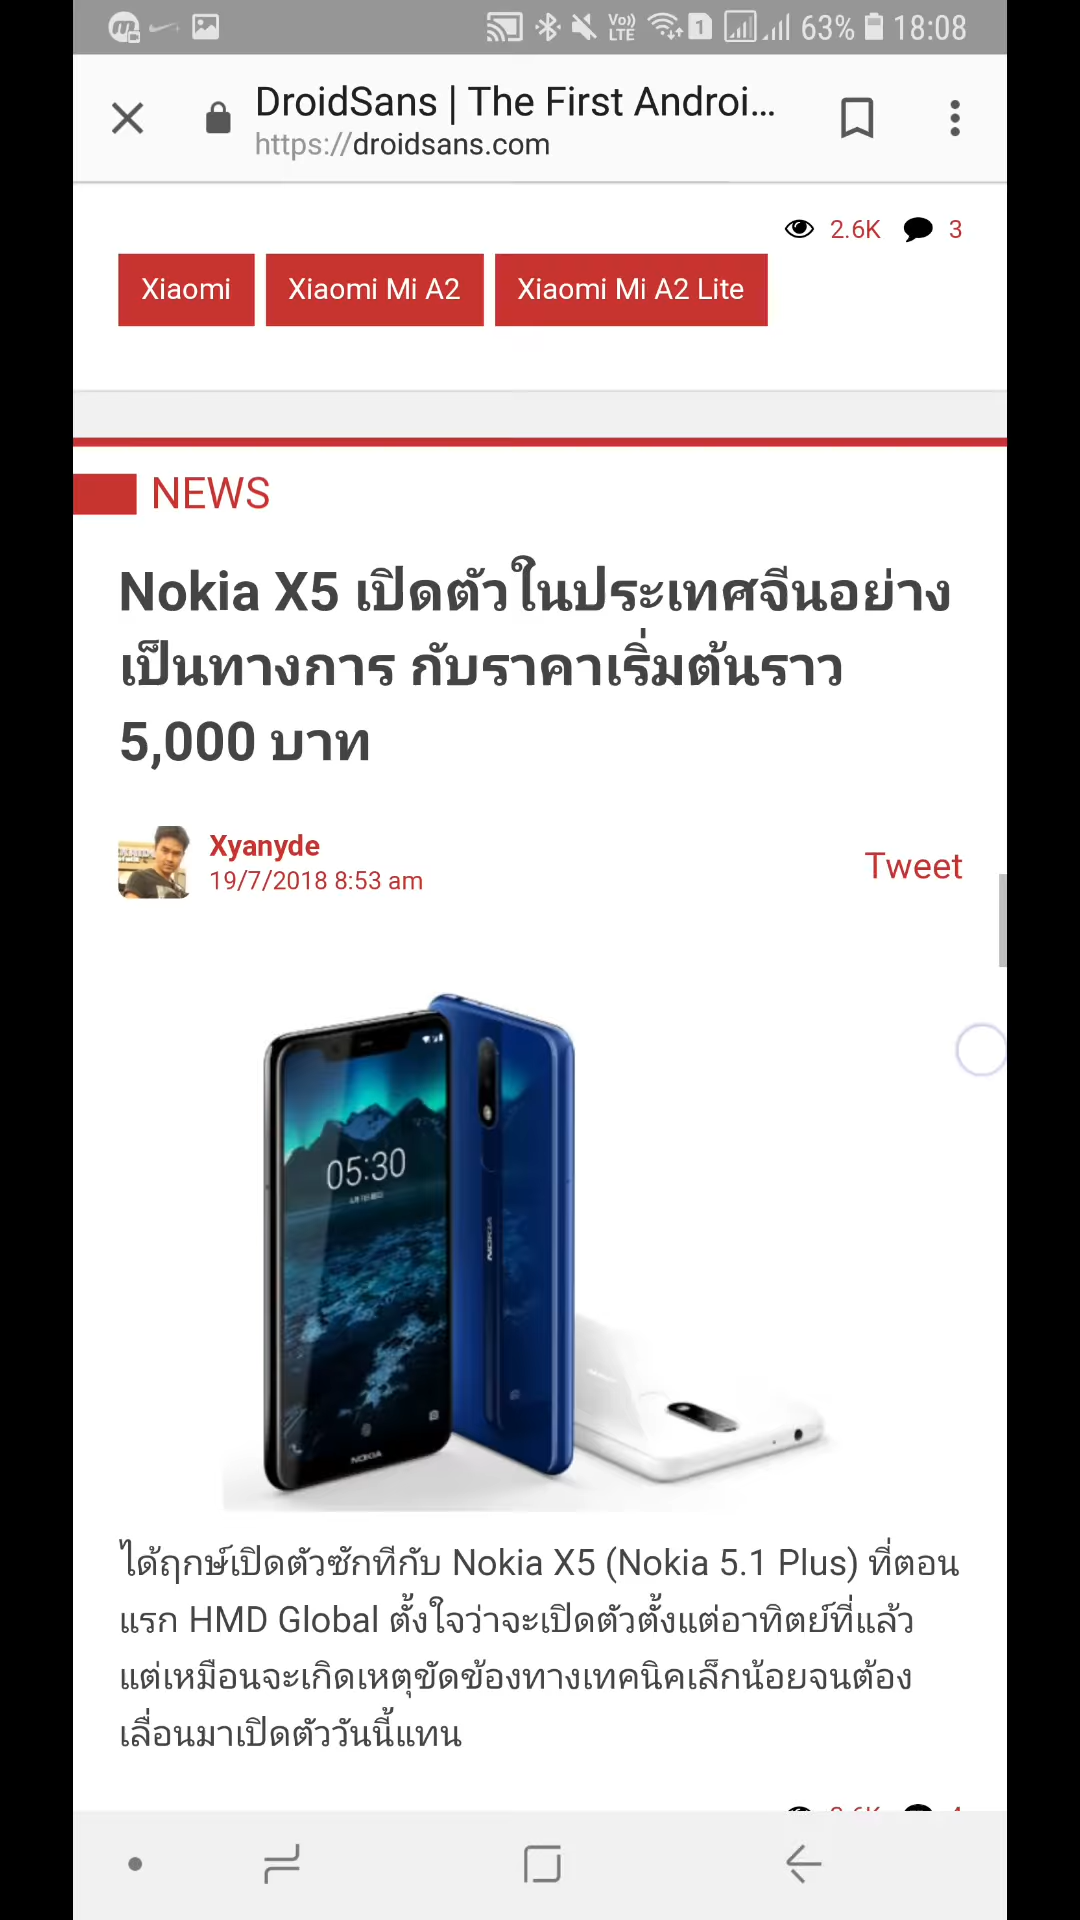 Vo))
LTE
1
63%
18:08
DroidSans | The First Androi...
https://droidsans.com
2.6K 3
Xiaomi Xiaomi Mi A2 Xiaomi Mi A2 Lite
NEWS
Nokia X5 เปิดตัวในประเทศจีนอย่าง
เป็นทางการ กับราคาเริ่มต้นราว
5,000 บาท
Xyanyde
19/7/2018 8:53 am
Tweet
05:30
NOKIA
NOKIA
ได้ฤกษ์เปิดตัวซักทีกับ Nokia X5 (Nokia 5.1 Plus) ที่ตอน
แรก HMD Global ตั้งใจว่าจะเปิดตัวตั้งแต่อาทิตย์ที่แล้ว
แต่เหมือนจะเกิดเหตุขัดข้องทางเทคนิคเล็กน้อยจนต้อง
เลื่อนมาเปิดตัววันนี้แทน